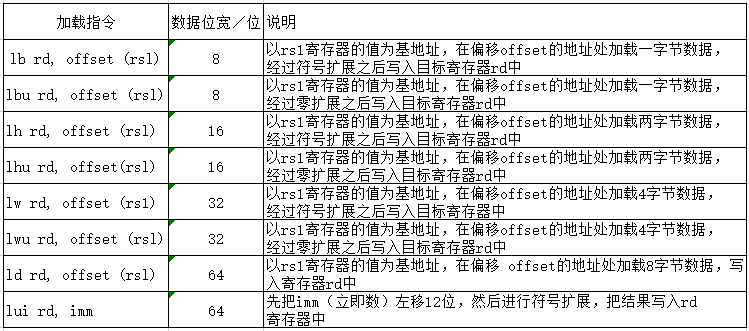 加载指令 数据位宽／位 说明
lb rd, offset (rsl) 8 以rs1寄存器的值为基地址，在偏移offset的地址处加载一字节数据，
经过符号扩展之后写入目标寄存器rd中
lbu rd, offset (rsl) 8 以rs1寄存器的值为基地址，在偏移offset的地址处加载一字节数据，
经过零扩展之后写入目标寄存器rd中
lh rd, offset (rsl) 16 以rs1寄存器的值为基地址，在偏移offset的地址处加载两字节数据，
经过符号扩展之后写入目标寄存器rd中
lhu rd, offset(rsl) 16 以rs1寄存器的值为基地址，在偏移offset的地址处加载两字节数据，
经过零扩展之后写入目标寄存器rd中
lw rd, offset (rs1) 32 以rs1寄存器的值为基地址，在偏移offset的地址处加载4字节数据，
经过符号扩展之后写入目标寄存器中
lwu rd, offset (rsl) 32 以rs1寄存器的值为基地址，在偏移offset的地址处加载4字节数据，
经过零扩展之后写入目标寄存器rd中
ld rd, offset (rsl) 64 以rs1寄存器的值为基地址，在偏移 offset的地址处加载8字节数据，写
入寄存器rd中
lui rd, imm 64 先把imm（立即数）左移12位，然后进行符号扩展，把结果写入rd
寄存器中